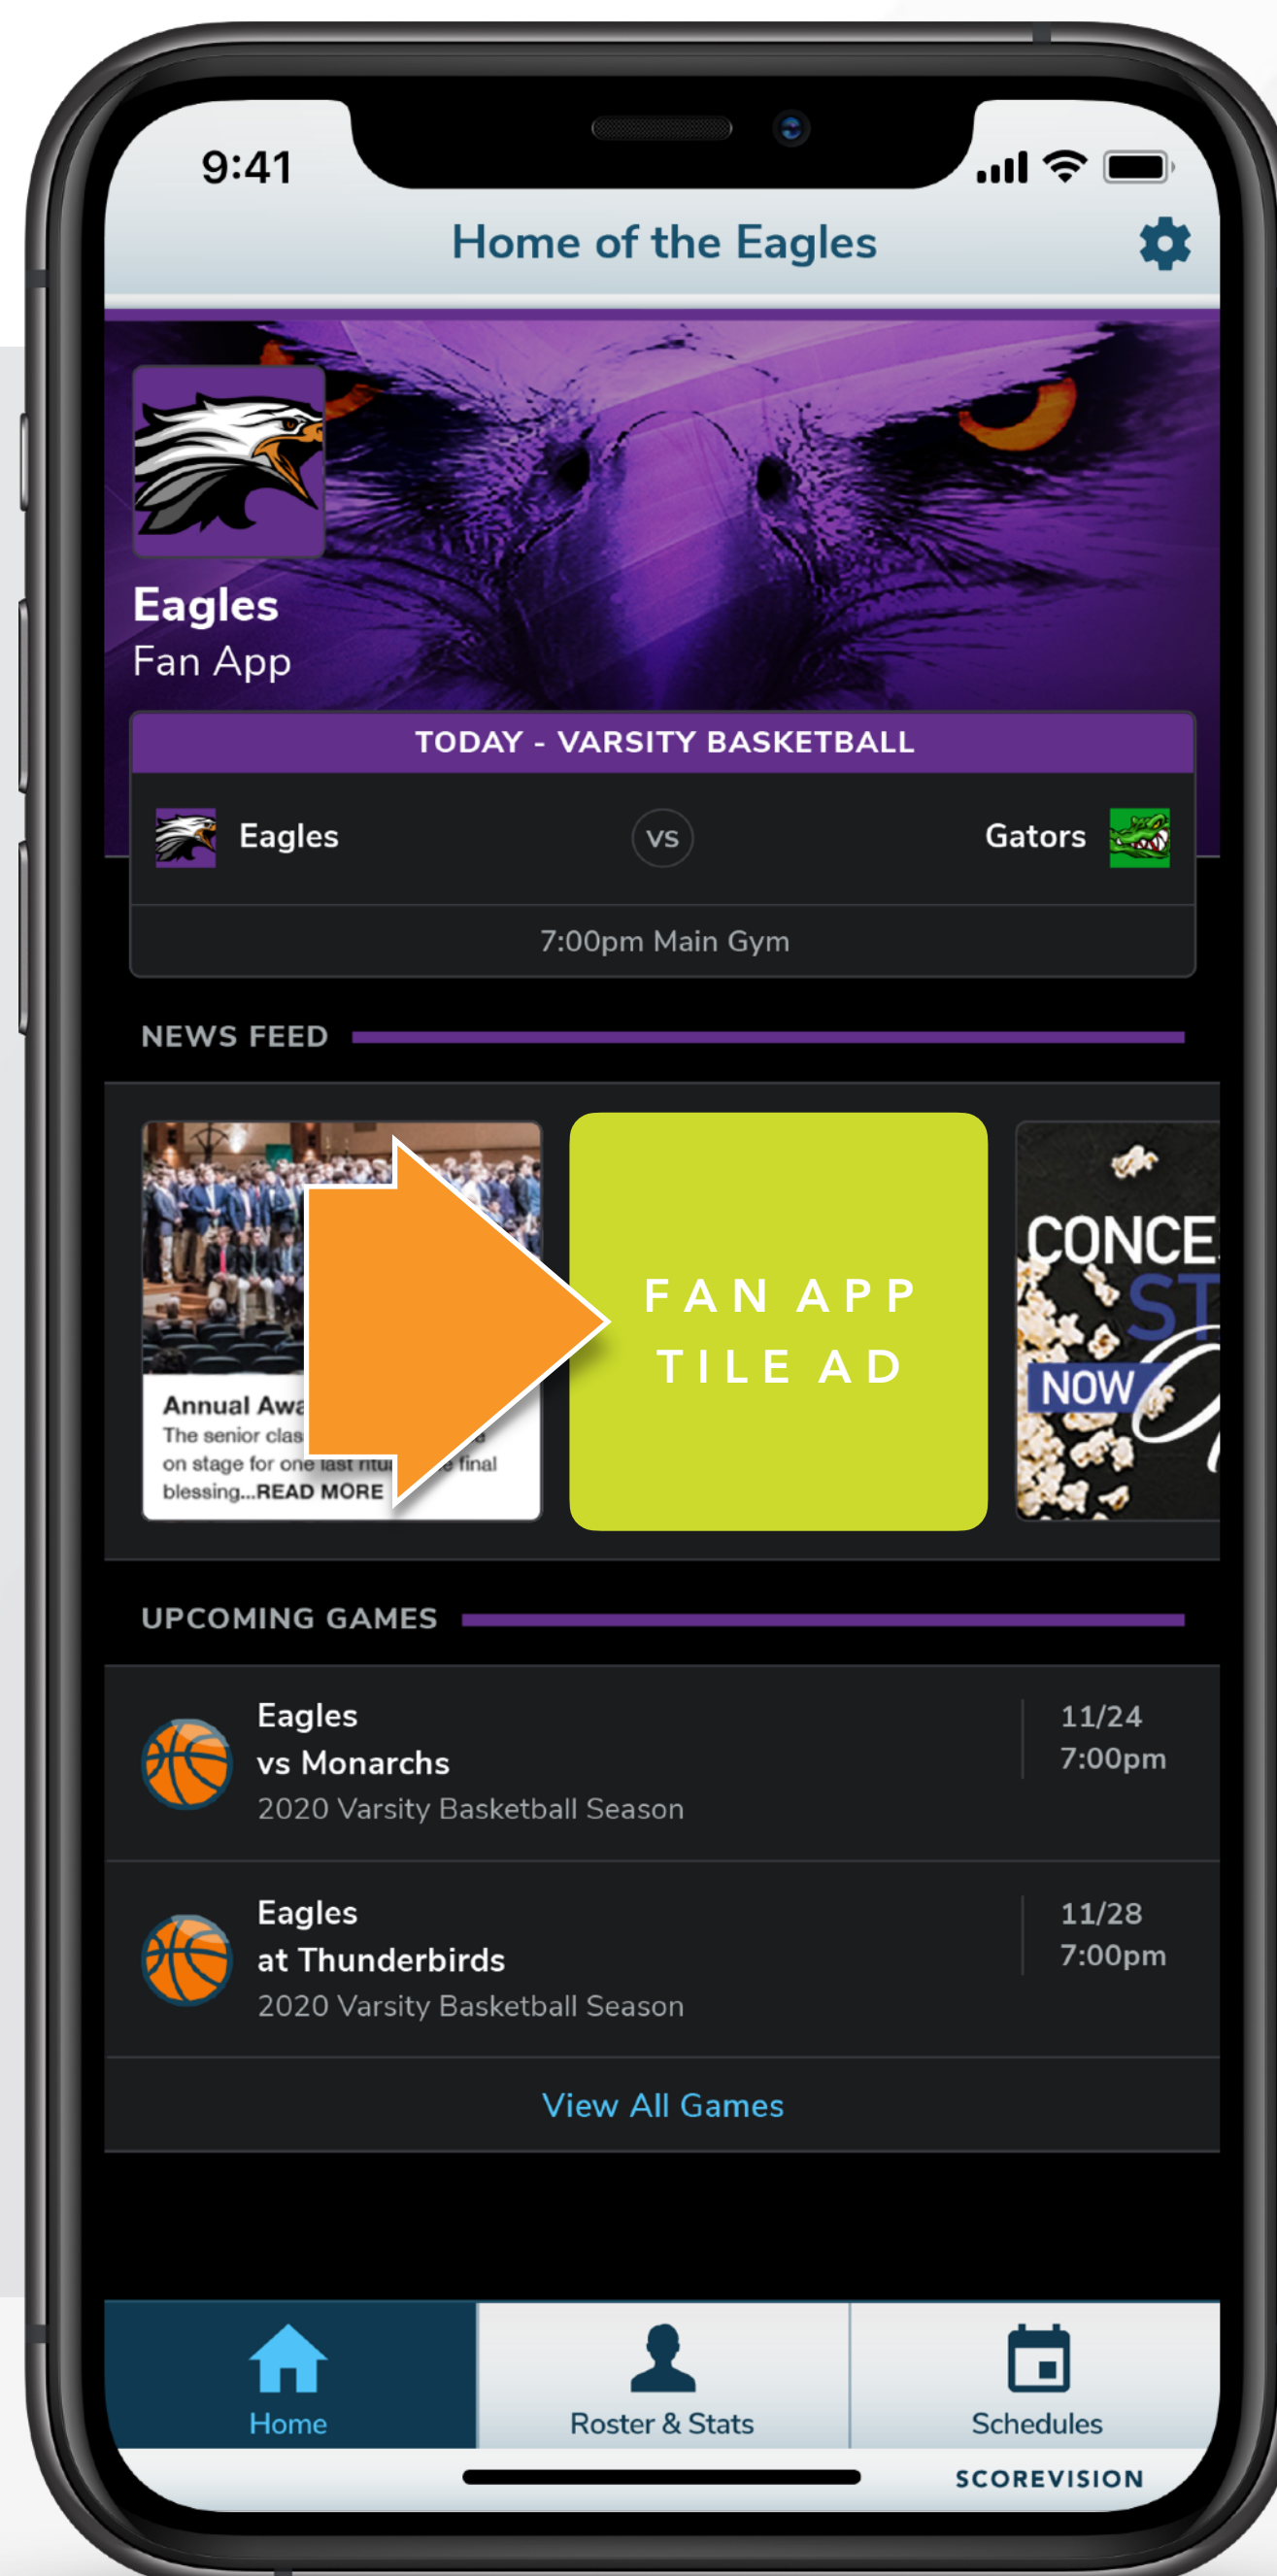 9:41
Home of the Eagles
Eagles
Fan App
TODAY - VARSITY BASKETBALL
Eagles
VS
Gators
7:00pm Main Gym
NEWS FEED
Annual
The senior
on stage for one last final
blessing...READ MORE
FAN APP
TILE AD
NOW
UPCOMING GAMES
Eagles
vs Monarchs
2020 Varsity Basketball Season
11/24
7:00pm
Eagles
at Thunderbirds
2020 Varsity Basketball Season
11/28
7:00pm
View All Games
Home
Roster & Stats
Schedules
SCOREVISION